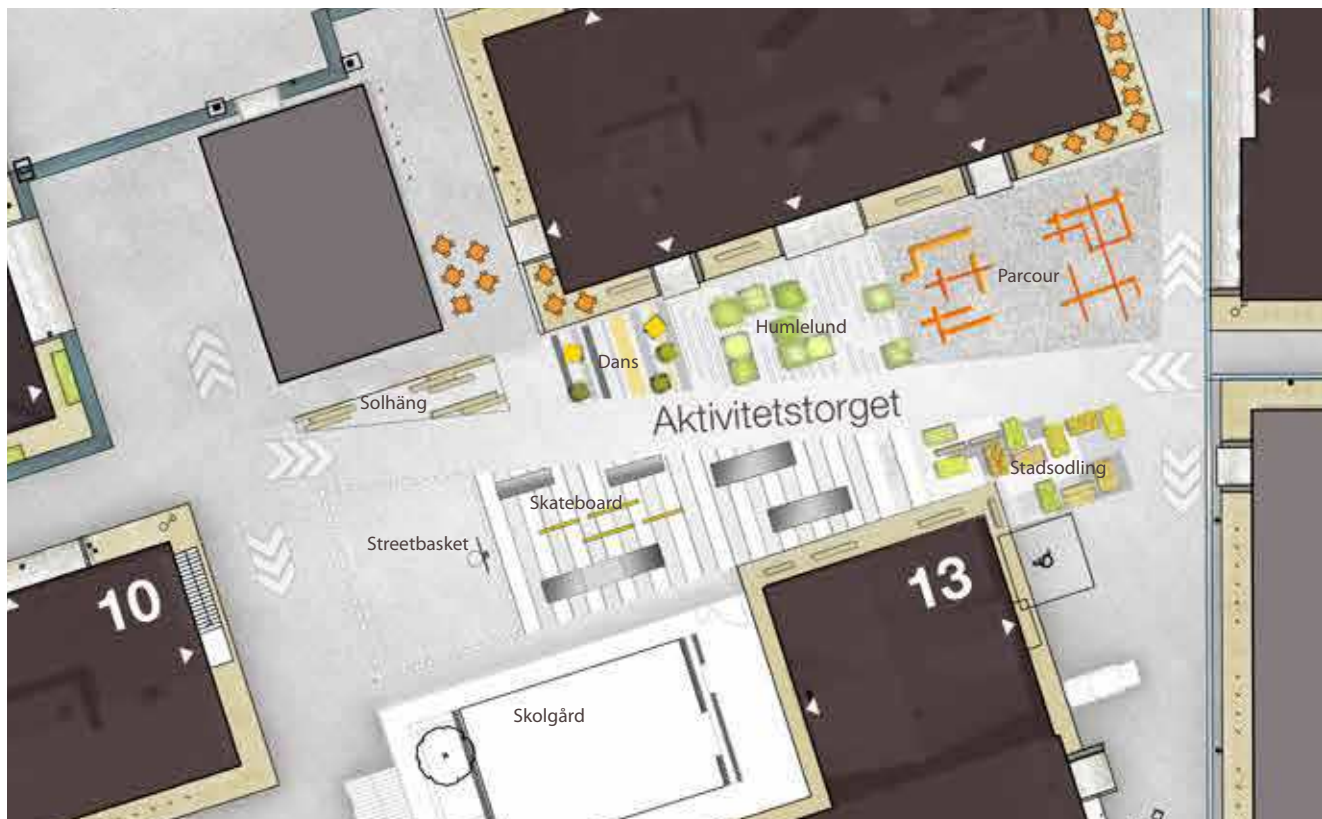 Parcour
Humlelund
Dans
Solhäng
Aktivitetstorget
Stadsodling
Skateboard
Streetbasket
10
13
Skolgård